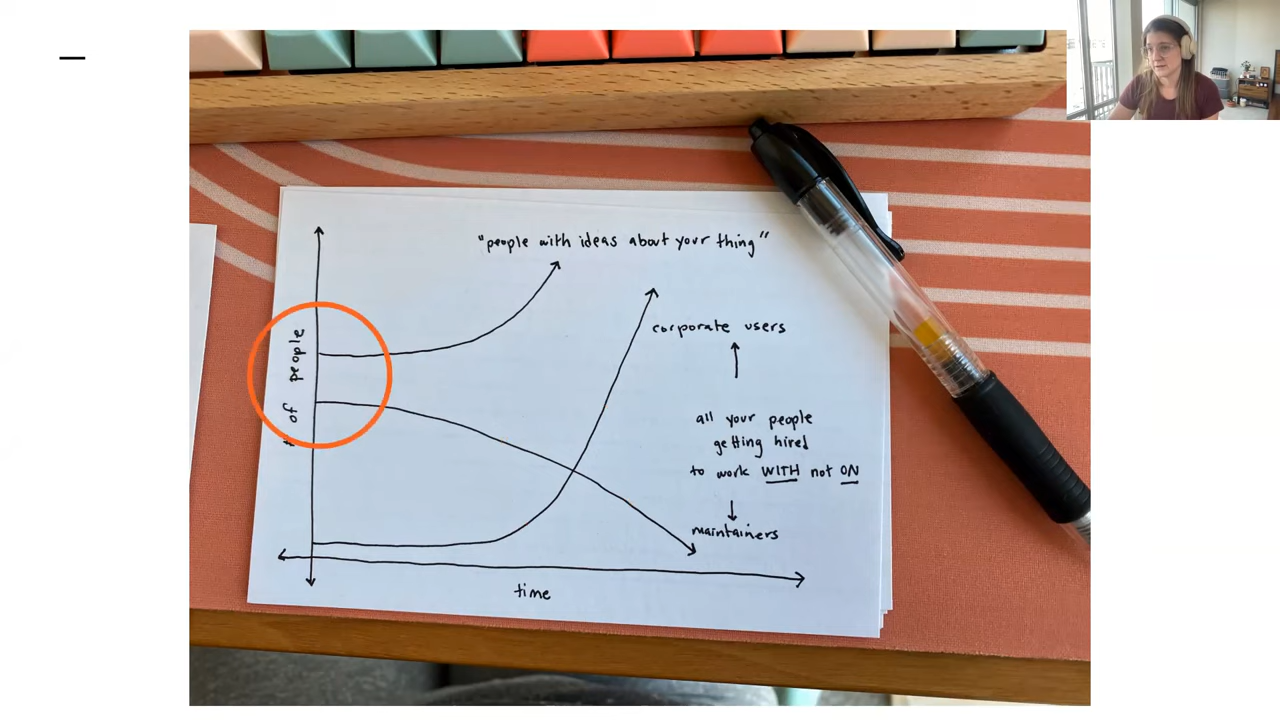 "people with ideas about your thing"
# of people
corporate users
all your people
getting hired
to work WITH not ON
maintainers
time